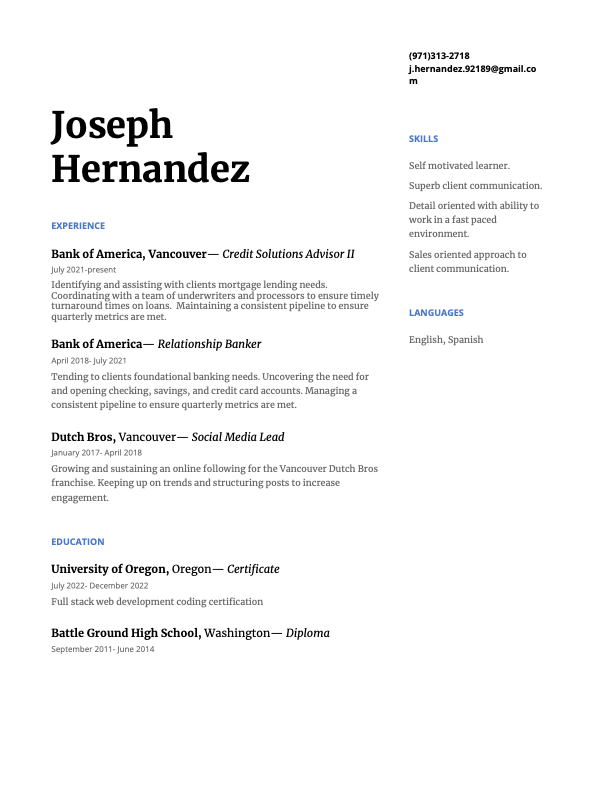 (971)313-2718
j.hernandez.92189@gmail.co
m
Joseph
Hernandez
EXPERIENCE
Bank of America, Vancouver— Credit Solutions Advisor II
July 2021-present
Identifying and assisting with clients mortgage lending needs.
Coordinating with a team of underwriters and processors to ensure timely
turnaround times on loans.  Maintaining a consistent pipeline to ensure
quarterly metrics are met.
Bank of America— Relationship Banker
April 2018- July 2021
Tending to clients foundational banking needs. Uncovering the need for
and opening checking, savings, and credit card accounts. Managing a
consistent pipeline to ensure quarterly metrics are met.
Dutch Bros, Vancouver— Social Media Lead
January 2017- April 2018
Growing and sustaining an online following for the Vancouver Dutch Bros
franchise. Keeping up on trends and structuring posts to increase
engagement.
EDUCATION
University of Oregon, Oregon— Certificate
July 2022- December 2022
Full stack web development coding certification
Battle Ground High School, Washington— Diploma
September 2011- June 2014
SKILLS
Self motivated learner.
Superb client communication.
Detail oriented with ability to
work in a fast paced
environment.
Sales oriented approach to
client communication.
LANGUAGES
English, Spanish